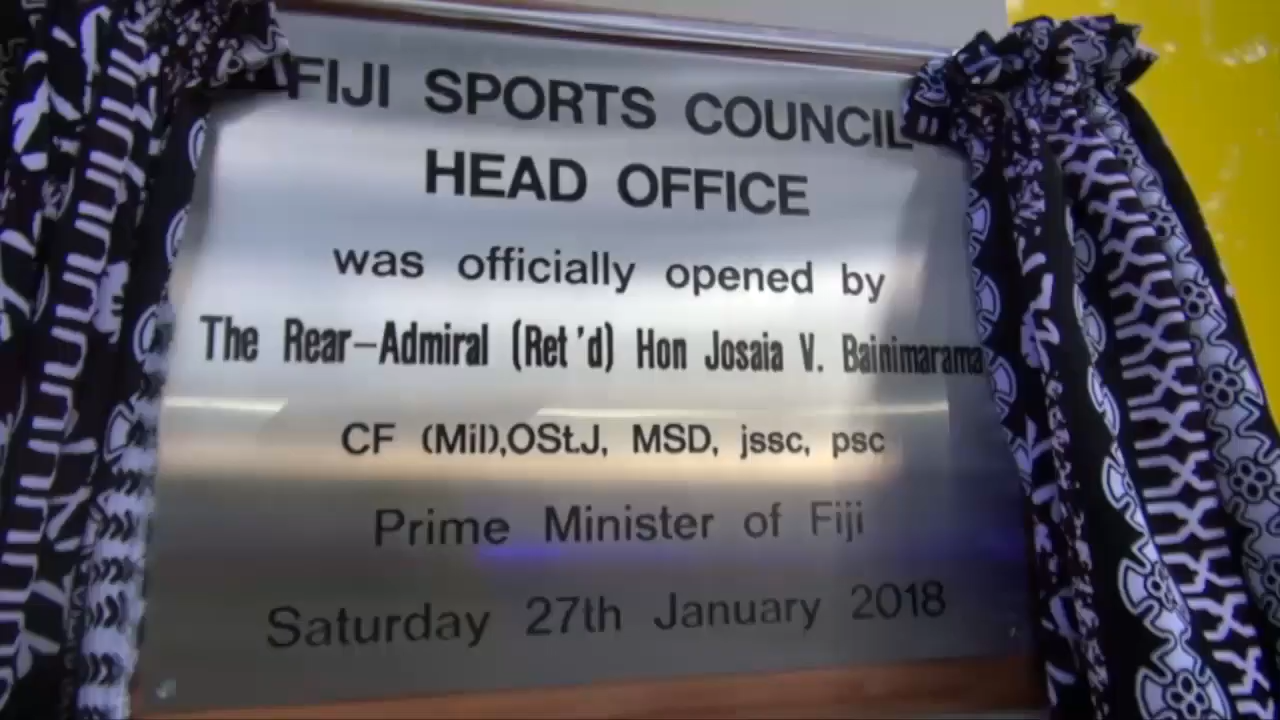 FIJI SPORTS COUNCIL
HEAD OFFICE
was officially opened by
The Rear-Admiral (Ret'd) Hon Josaia V. Bainimarama
CF (Mil),OSt.J, MSD, jssc, psc
Prime Minister of Fiji
Saturday 27th January 2018